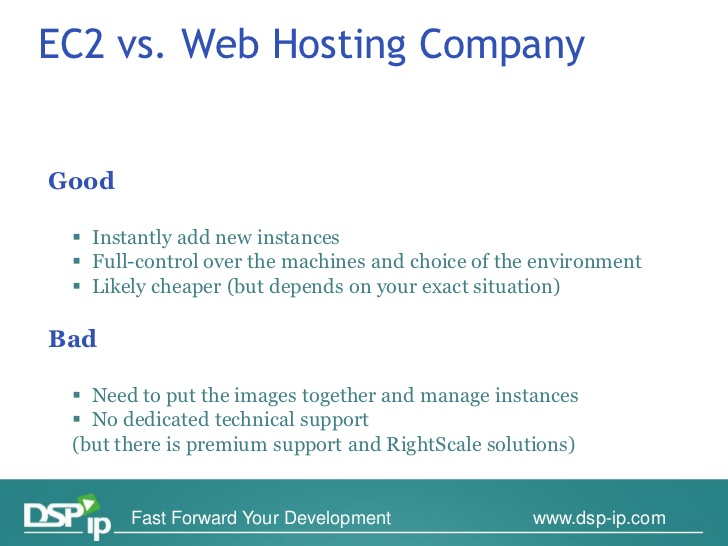 EC2 vs. Web Hosting Company
Good
▪ Instantly add new instances
▪ Full-control over the machines and choice of the environment
▪ Likely cheaper (but depends on your exact situation)
Bad
▪ Need to put the images together and manage instances
▪ No dedicated technical support
(but there is premium support and RightScale solutions)
DSP ip
Fast Forward Your Development
www.dsp-ip.com